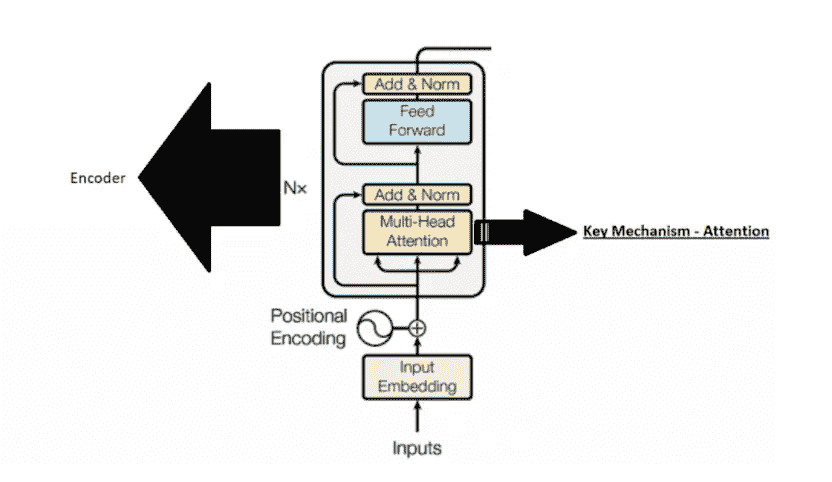 Add & Norm
Feed
Forward
Encoder
Nx
Add & Norm
Multi-Head
Attention
Key Mechanism - Attention
Positional
Encoding
Input
Embedding
Inputs